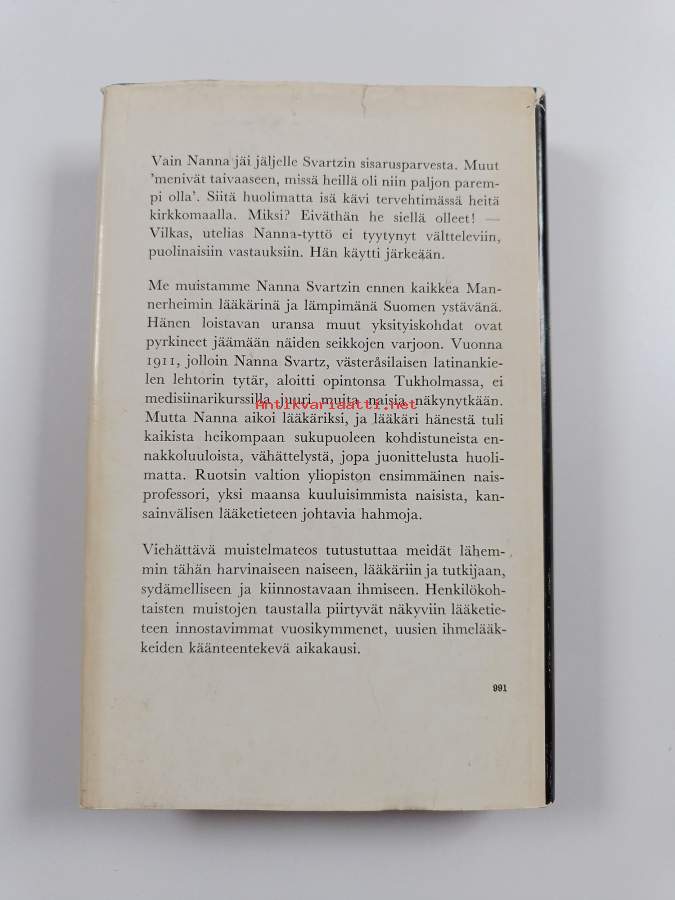 Vain Nanna jäi jäljelle Svartzin sisarusparvesta. Muut
’menivät taivaaseen, missä heillä oli niin paljon parem-
pi olla’. Siitä huolimatta isä kävi tervehtimässä heitä
kirkkomaalla. Miksi? Eiväthän he siellä olleet! —
Vilkas, utelias Nanna-tyttö ei tyytynyt vältteleviin,
puolinaisiin vastauksiin. Hän käytti järkeään.
Me muistamme Nanna Svartzin ennen kaikkea Man-
nerheimin lääkärinä ja lämpimänä Suomen ystävänä.
Hänen loistavan uransa muut yksityiskohdat ovat
pyrkineet jäämään näiden seikkojen varjoon. Vuonna
1911, jolloin Nanna Svartz, västeråsilaisen latinankie-
len lehtorin tytär, aloitti opintonsa Tukholmassa, ei
medisiinarikurssilla juuri muita naisia näkynytkään.
Antikvariaatti.net
Mutta Nanna aikoi lääkäriksi, ja lääkäri hänestä tuli
kaikista heikompaan sukupuoleen kohdistuneista en-
nakkoluuloista, vähättelystä, jopa juonittelusta huoli-
matta. Ruotsin valtion yliopiston ensimmäinen nais-
professori, yksi maansa kuuluisimmista naisista, kan-
sainvälisen lääketieteen johtavia hahmoja.
Viehättävä muistelmateos tutustuttaa meidät lähem-
min tähän harvinaiseen naiseen, lääkäriin ja tutkijaan,
sydämelliseen ja kiinnostavaan ihmiseen. Henkilökoh-
taisten muistojen taustalla piirtyvät näkyviin lääketie-
teen innostavimmat vuosikymmenet, uusien ihmelääk-
keiden käänteentekevä aikakausi.
991